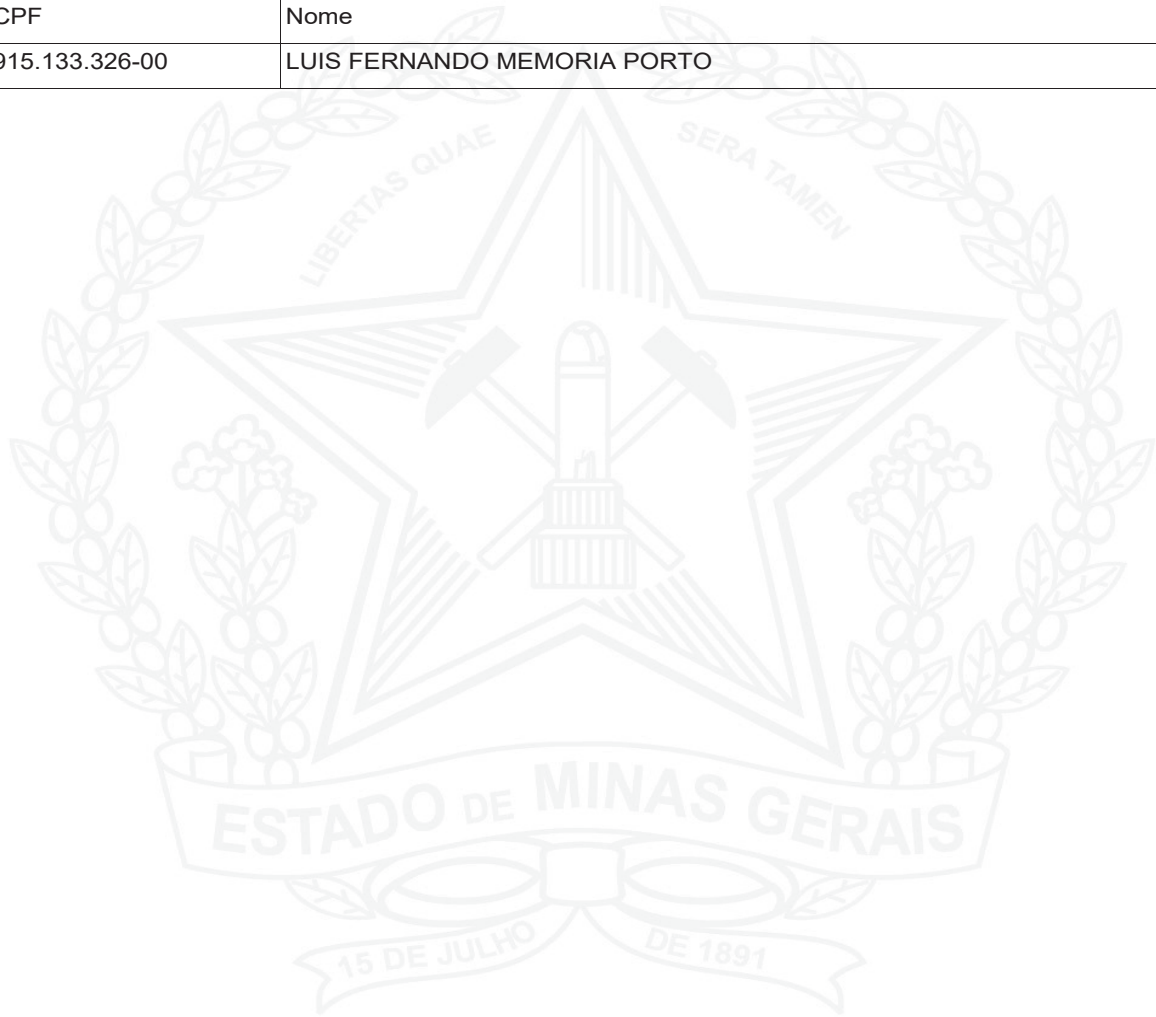 CPF Nome
915.133.326-00 LUIS FERNANDO MEMORIA PORTO
LIBERTAS QUAE SERA TAMEN
ESTADO DE MINAS GERAIS
15 DE JULHO DE 1891